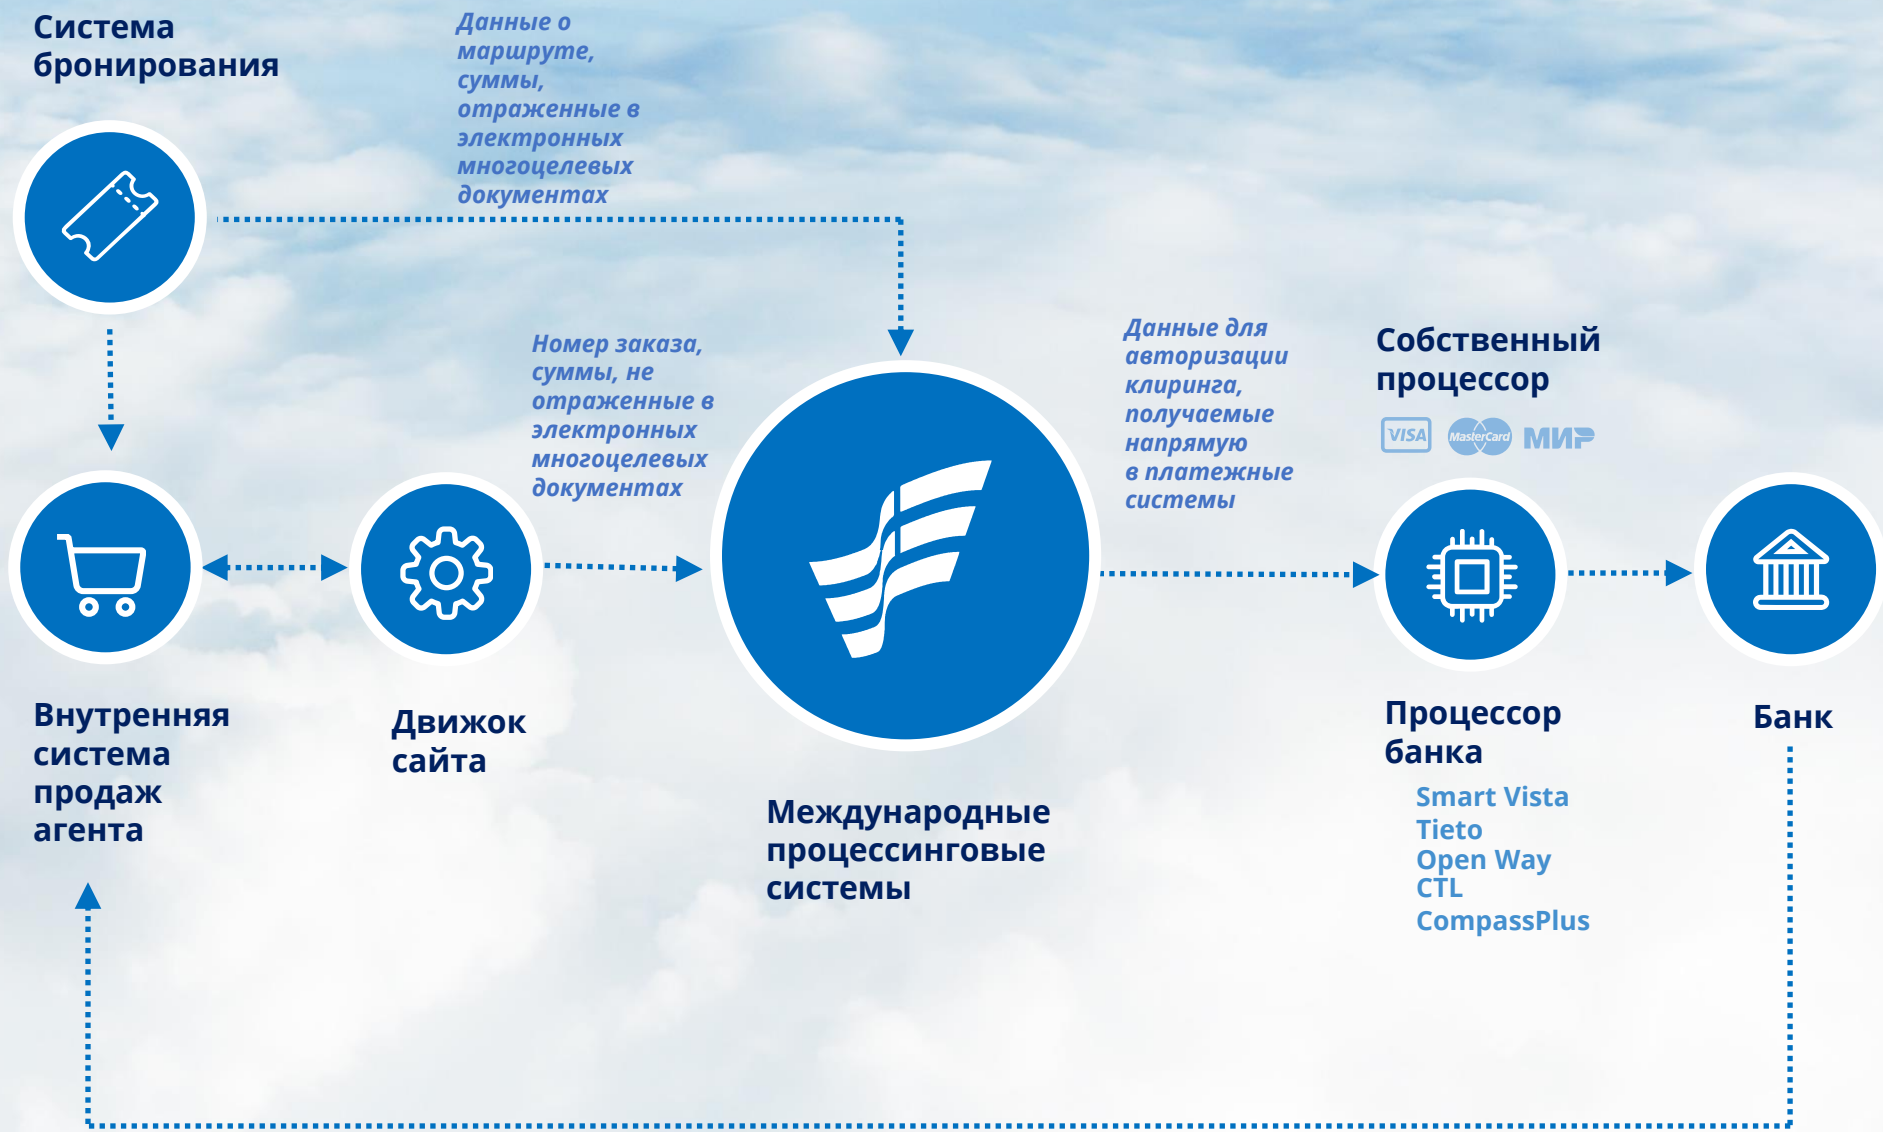 Система
бронирования
Данные о
маршруте,
суммы,
отраженные в
электронных
многоцелевых
документах
Номер заказа,
суммы, не
отраженные в
электронных
многоцелевых
документах
Данные для
авторизации
клиринга,
получаемые
напрямую
в платежные
системы
Собственный
процессор
VISA MasterCard МИР
Внутренняя
система
продаж
агента
Движок
сайта
Международные
процессинговые
системы
Процессор
банка
Smart Vista
Tieto
Open Way
CTL
CompassPlus
Банк